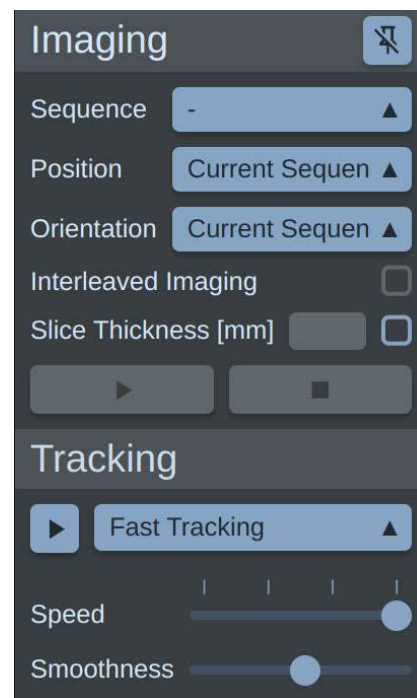 Imaging
Sequence -
Position Current Sequen
Orientation Current Sequen
Interleaved Imaging
Slice Thickness [mm]
Tracking
Fast Tracking
Speed
Smoothness